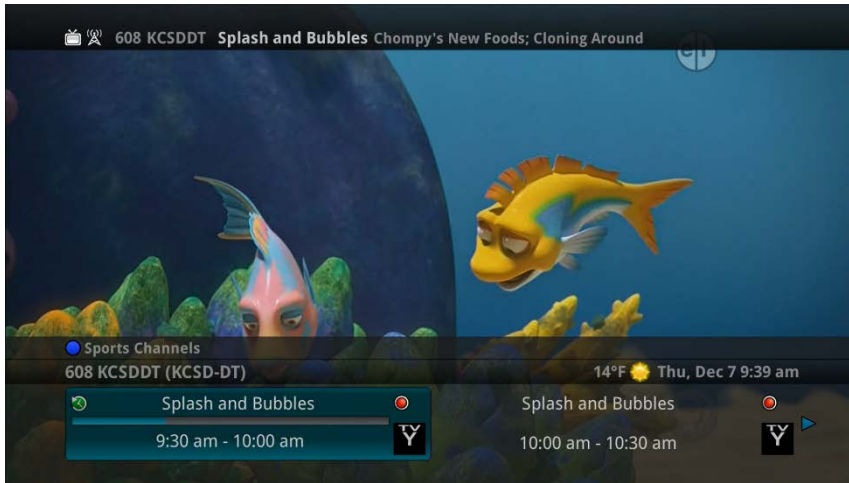 608 KCSDDT Splash and Bubbles Chompy's New Foods; Cloning Around
Sports Channels
608 KCSDDT (KCSD-DT) 14°F Thu, Dec 7 9:39 am
Splash and Bubbles Splash and Bubbles
9:30 am - 10:00 am TV Y 10:00 am - 10:30 am TV Y